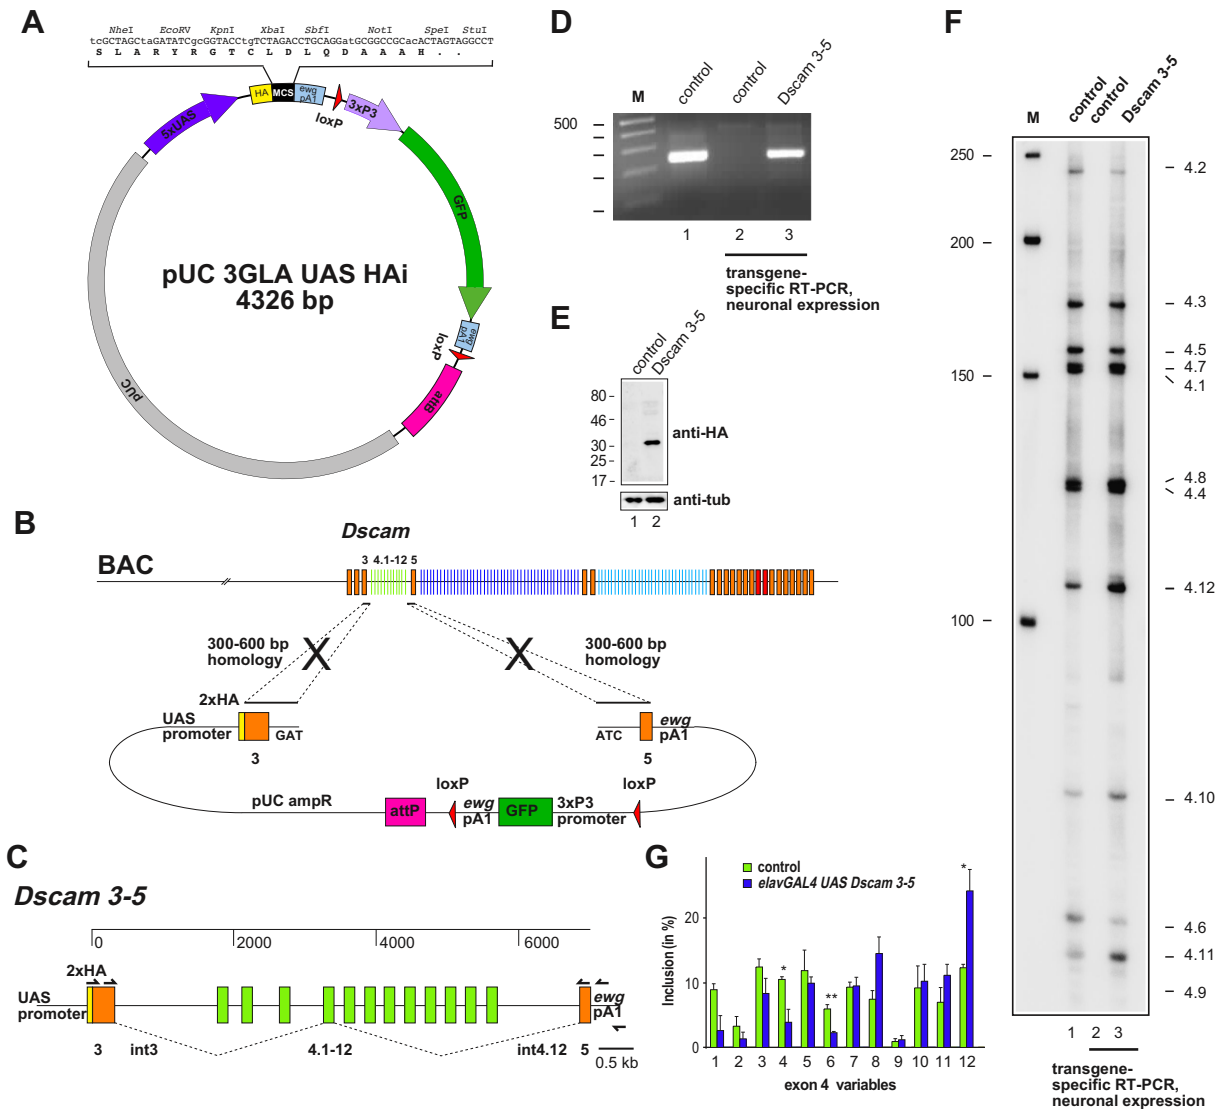 A
NheI EcoRV KpnI XbaI SbfI NotI SpeI StuI
tcGCTAGCtaGATATCgcGGTACCtgTCTAGACCTGCAGGatGCGGCCGCacACTAGTAGGCCT
S L A R Y R G T C L D L Q D A A A H . .
5xUAS
HA
MCS
ewg pA1
loxP
3xP3
GFP
ewg pA1
loxP
attB
pUC
pUC 3GLA UAS HAi
4326 bp
B
Dscam
BAC
3 4.1-12 5
300-600 bp homology
300-600 bp homology
2xHA
UAS promoter
GAT
3
ATC
5
ewg pA1
loxP
loxP
pUC ampR
attP
ewg pA1
GFP
3xP3 promoter
C
Dscam 3-5
0 2000 4000 6000
2xHA
UAS promoter
ewg pA1
3 int3 4.1-12 int4.12 5
0.5 kb
D
M control control Dscam 3-5
500
1 2 3
transgene-
specific RT-PCR,
neuronal expression
E
control Dscam 3-5
80
46
30
25
17
anti-HA
anti-tub
1 2
F
M control control Dscam 3-5
250
200
150
100
4.2
4.3
4.5
4.7
4.1
4.8
4.4
4.12
4.10
4.6
4.11
4.9
1 2 3
transgene-
specific RT-PCR,
neuronal expression
G
control
elavGAL4 UAS Dscam 3-5
Inclusion (in %)
20
10
0
* ** *
1 2 3 4 5 6 7 8 9 10 11 12
exon 4 variables